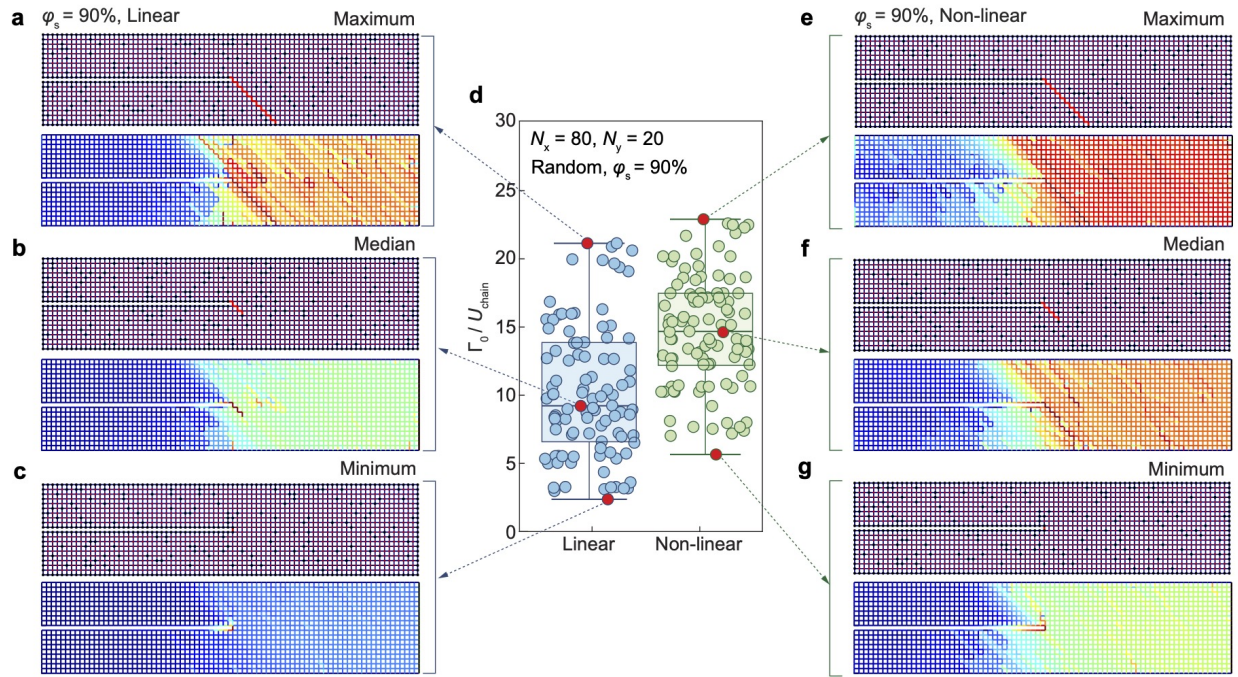 a
φs = 90%, Linear
Maximum
b
Median
c
Minimum
d
Nx = 80, Ny = 20
Random, φs = 90%
30
25
20
15
10
5
0
Γ0 / Uchain
Linear
Non-linear
e
φs = 90%, Non-linear
Maximum
f
Median
g
Minimum